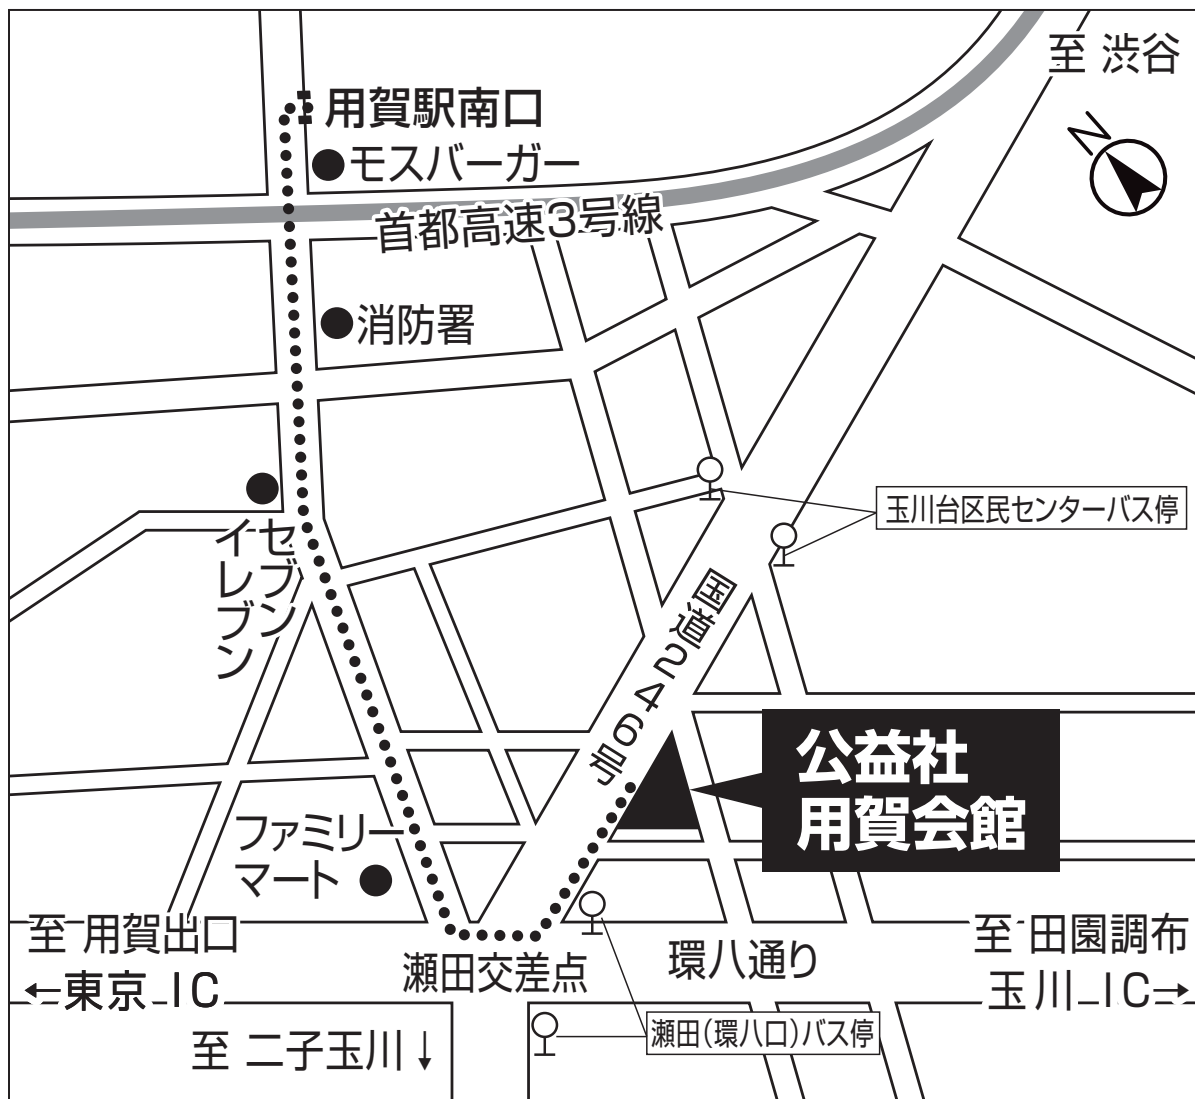 至 渋谷
N
用賀駅南口
モスバーガー
首都高速3号線
消防署
セブン
イレブン
玉川台区民センターバス停
国道246号
公益社
用賀会館
ファミリー
マート
至 用賀出口
←東京 IC
瀬田交差点
環八通り
至 田園調布
玉川 IC→
至 二子玉川↓
瀬田(環八口)バス停